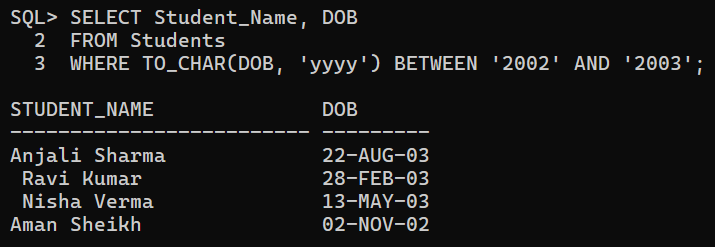 SQL> SELECT Student_Name, DOB
  2  FROM Students
  3  WHERE TO_CHAR(DOB, 'yyyy') BETWEEN '2002' AND '2003';

STUDENT_NAME              DOB
------------------------- ---------
Anjali Sharma             22-AUG-03
 Ravi Kumar               28-FEB-03
 Nisha Verma              13-MAY-03
Aman Sheikh               02-NOV-02